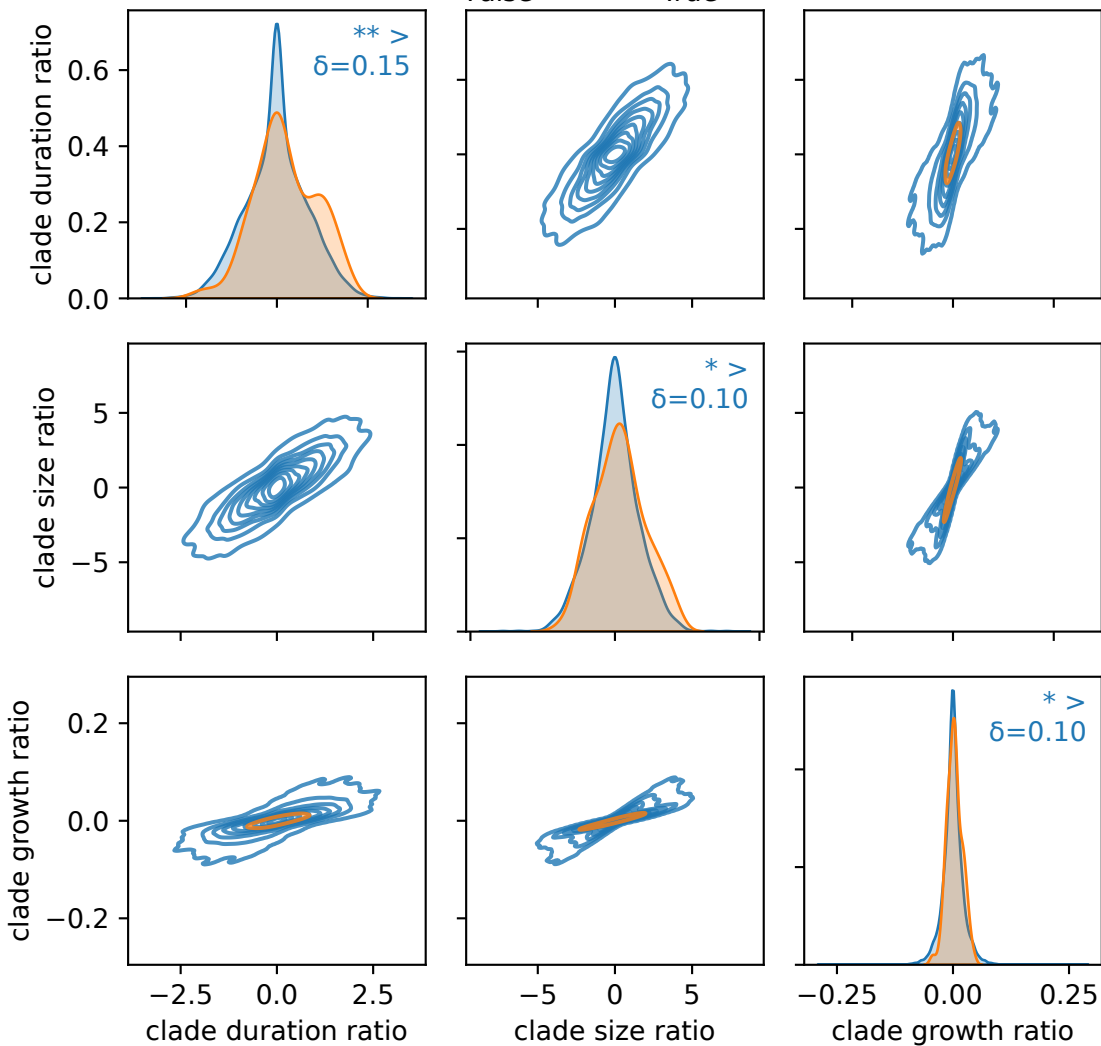 ** >
δ=0.15
clade duration ratio
0.6
0.4
0.2
0.0
* >
δ=0.10
clade size ratio
5
0
−5
* >
δ=0.10
clade growth ratio
0.2
0.0
−0.2
−2.5 0.0 2.5
−5 0 5
−0.25 0.00 0.25
clade duration ratio
clade size ratio
clade growth ratio